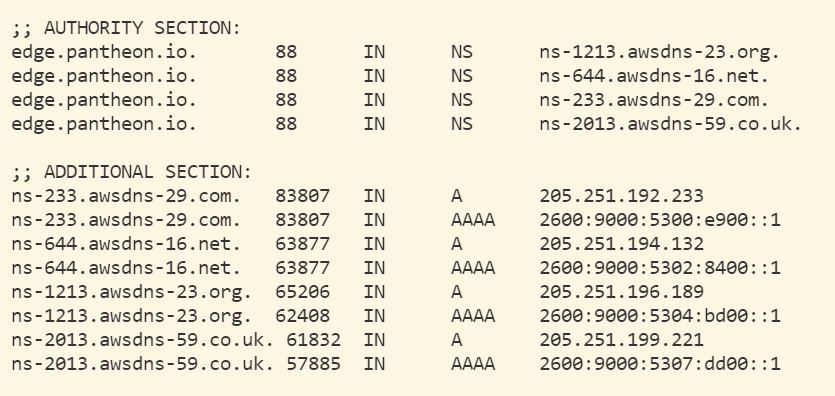 ;; AUTHORITY SECTION:
edge.pantheon.io. 88 IN NS ns-1213.awsdns-23.org.
edge.pantheon.io. 88 IN NS ns-644.awsdns-16.net.
edge.pantheon.io. 88 IN NS ns-233.awsdns-29.com.
edge.pantheon.io. 88 IN NS ns-2013.awsdns-59.co.uk.
;; ADDITIONAL SECTION:
ns-233.awsdns-29.com. 83807 IN A 205.251.192.233
ns-233.awsdns-29.com. 83807 IN AAAA 2600:9000:5300:e900::1
ns-644.awsdns-16.net. 63877 IN A 205.251.194.132
ns-644.awsdns-16.net. 63877 IN AAAA 2600:9000:5302:8400::1
ns-1213.awsdns-23.org. 65206 IN A 205.251.196.189
ns-1213.awsdns-23.org. 62408 IN AAAA 2600:9000:5304:bd00::1
ns-2013.awsdns-59.co.uk. 61832 IN A 205.251.199.221
ns-2013.awsdns-59.co.uk. 57885 IN AAAA 2600:9000:5307:dd00::1